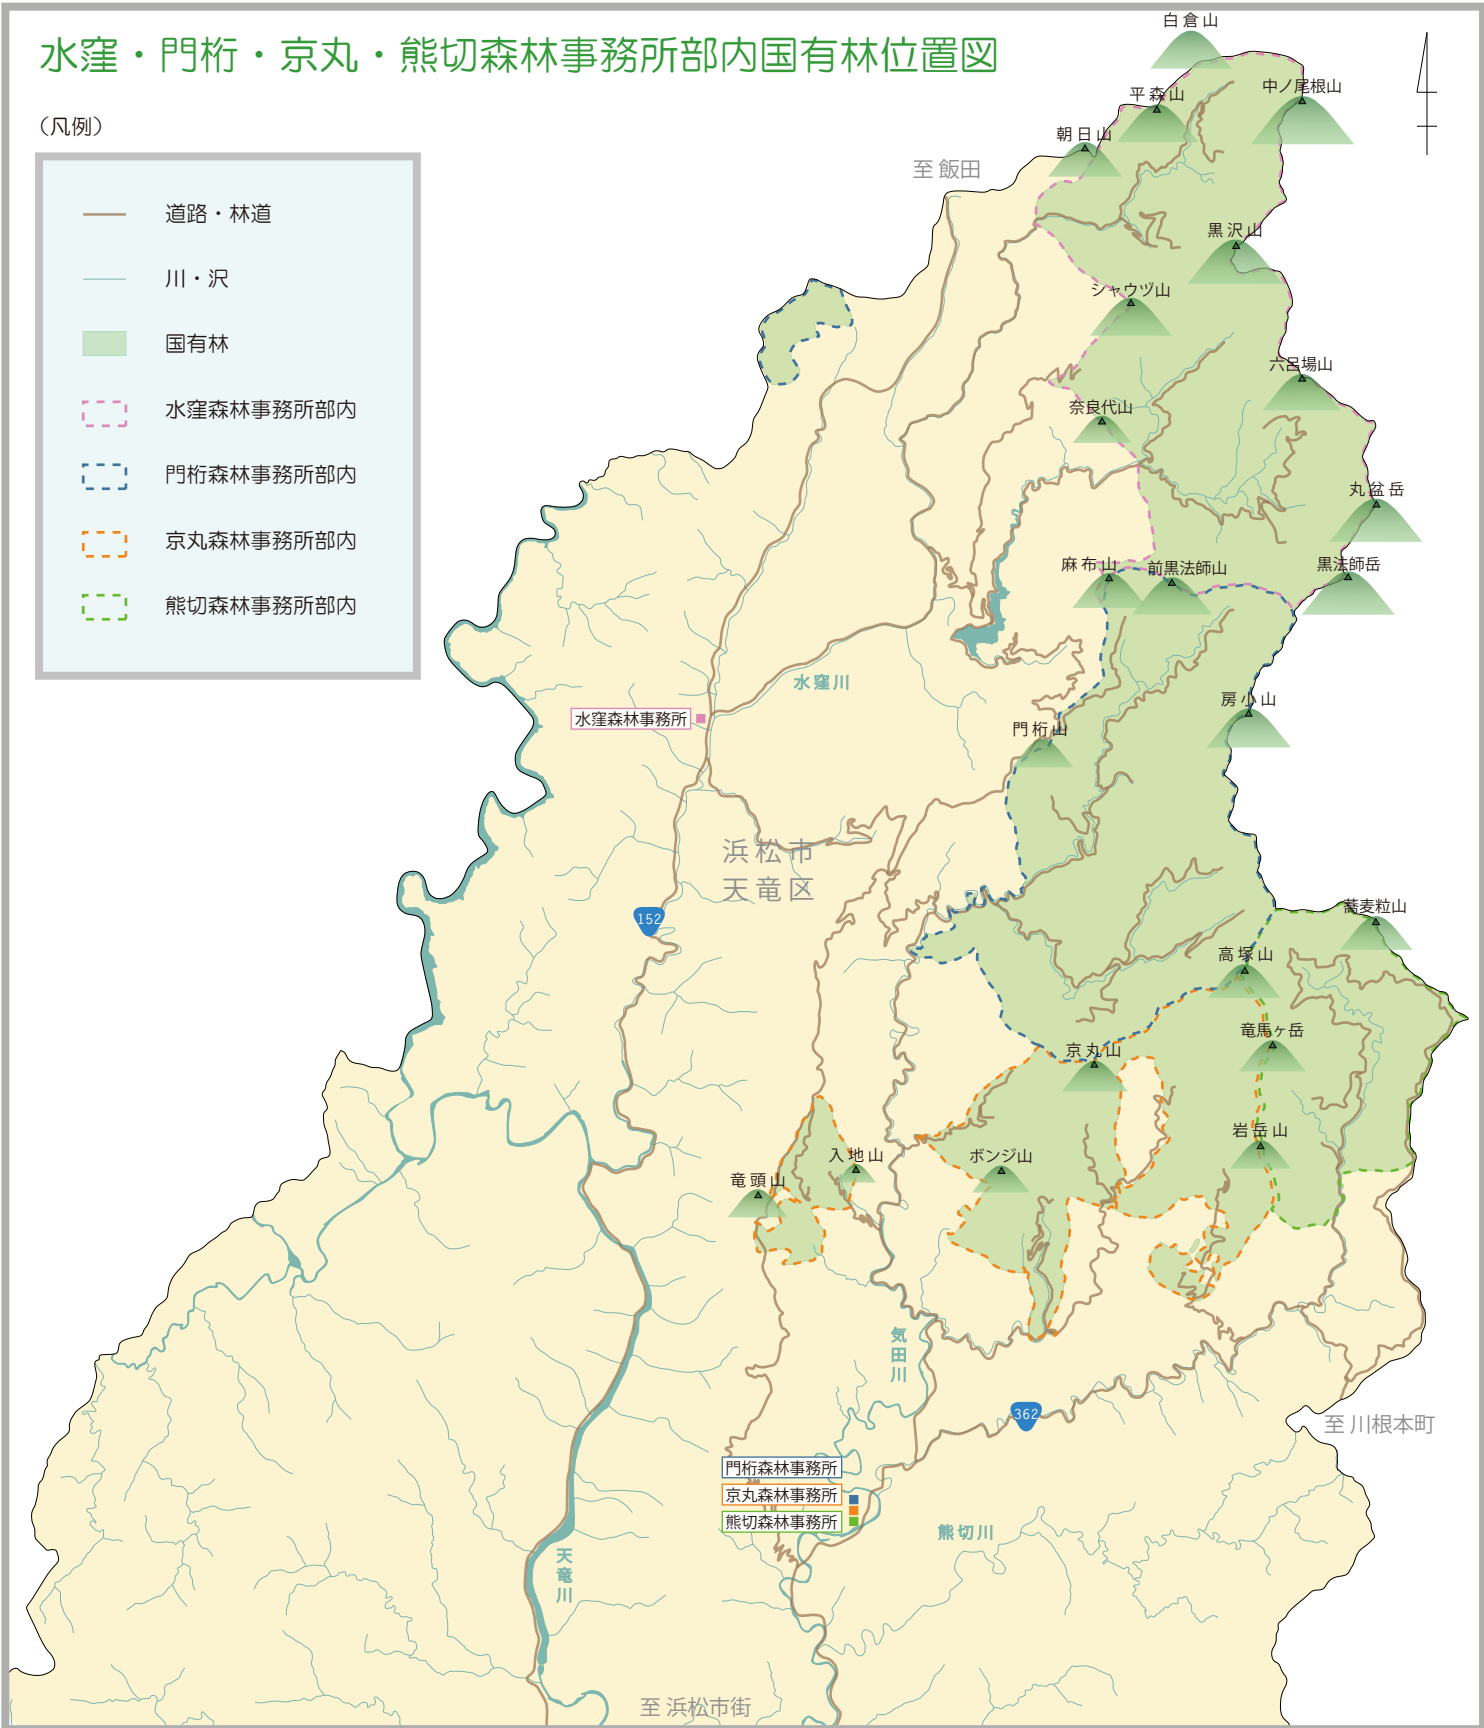 水窪・門桁・京丸・熊切森林事務所部内国有林位置図
（凡例）
道路・林道
川・沢
国有林
水窪森林事務所部内
門桁森林事務所部内
京丸森林事務所部内
熊切森林事務所部内
白倉山
中ノ尾根山
平森山
朝日山
至 飯田
黒沢山
シャウヅ山
六呂場山
奈良代山
丸盆岳
麻布山
前黒法師山
黒法師岳
水窪川
房小山
水窪森林事務所
門桁山
浜松市
天竜区
152
蕎麦粒山
高塚山
竜馬ヶ岳
京丸山
岩岳山
入地山
ボンジ山
竜頭山
気田川
362
至 川根本町
門桁森林事務所
京丸森林事務所
熊切森林事務所
熊切川
天竜川
至 浜松市街